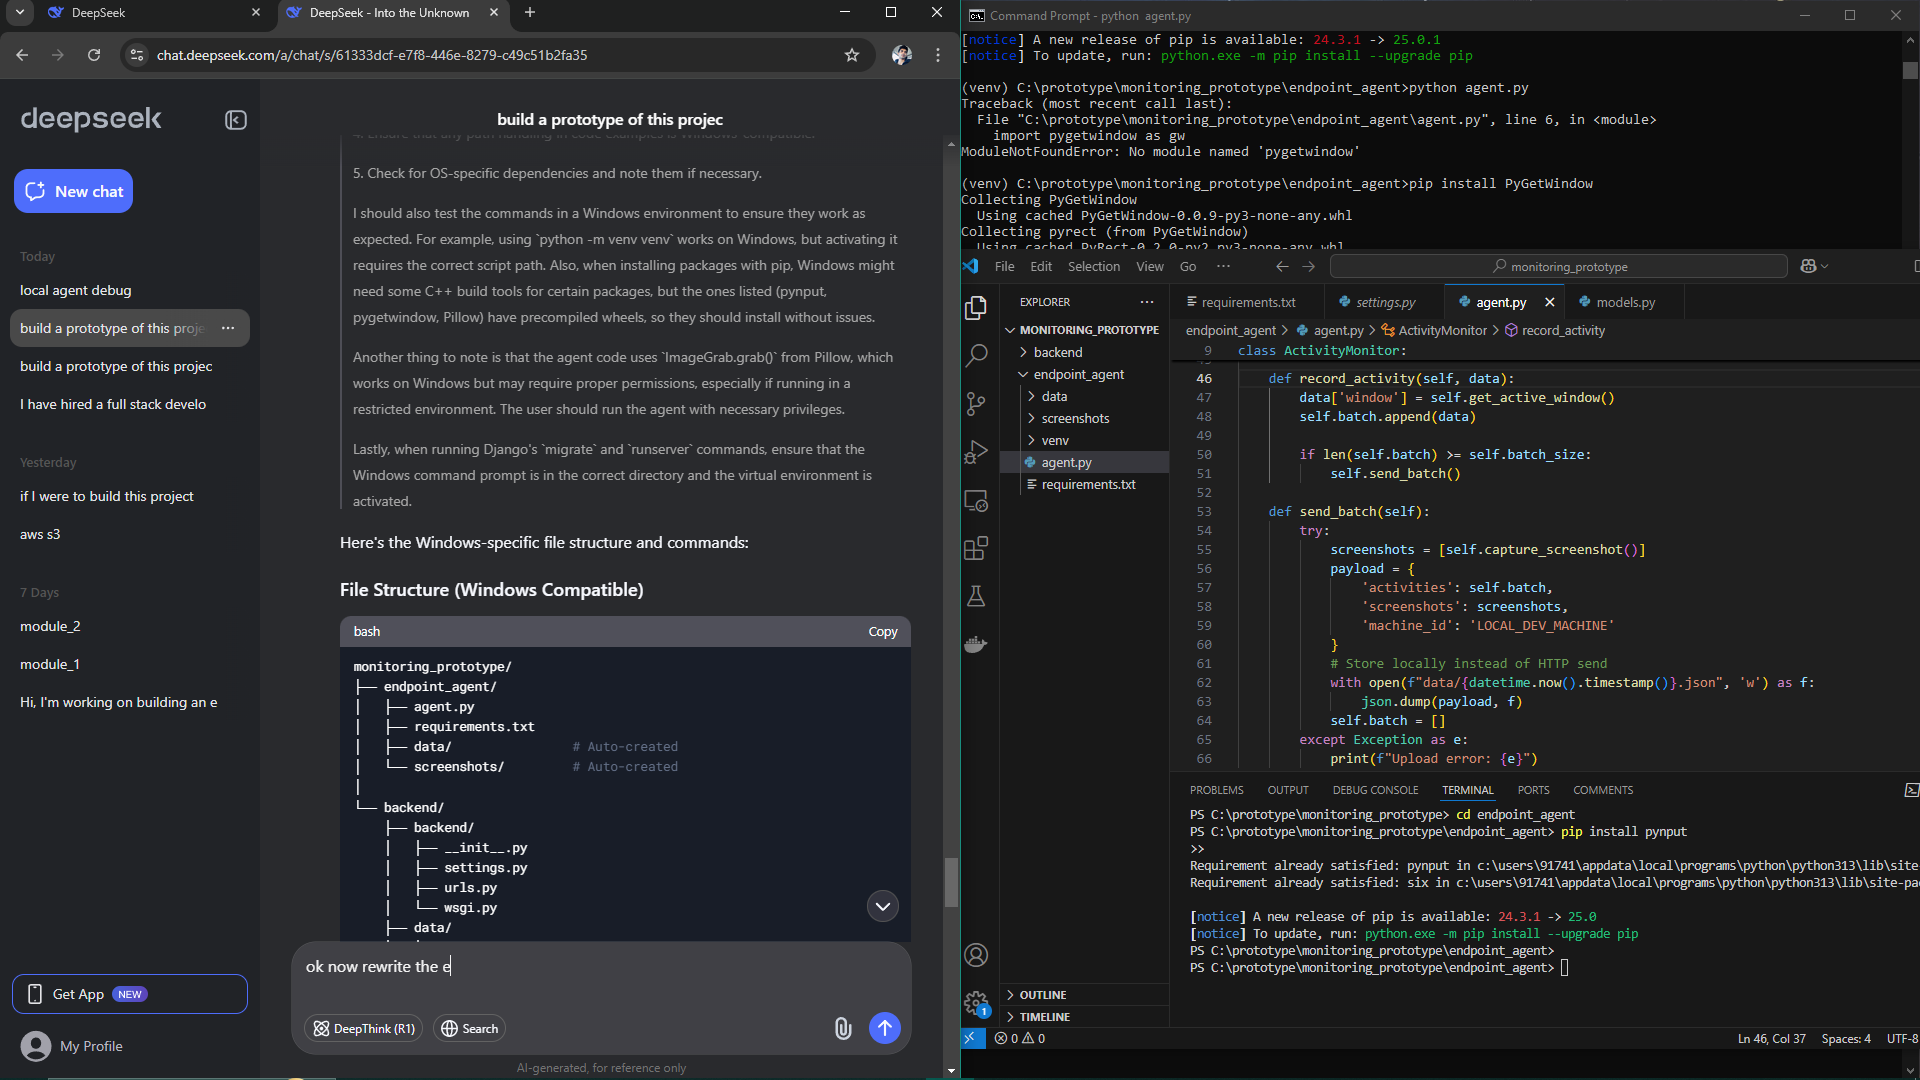 DeepSeek
DeepSeek - Into the Unknown
chat.deepseek.com/a/chat/s/61333dcf-e7f8-446e-8279-c49c51b2fa35
deepseek
New chat
Today
local agent debug
build a prototype of this proje
build a prototype of this projec
I have hired a full stack develo
Yesterday
if I were to build this project
aws s3
7 Days
module_2
module_1
Hi, I'm working on building an e
Get App NEW
My Profile
build a prototype of this projec
4. Ensure that any path handling in code examples is Windows-compatible.
5. Check for OS-specific dependencies and note them if necessary.
I should also test the commands in a Windows environment to ensure they work as
expected. For example, using `python -m venv venv` works on Windows, but activating it
requires the correct script path. Also, when installing packages with pip, Windows might
need some C++ build tools for certain packages, but the ones listed (pynput,
pygetwindow, Pillow) have precompiled wheels, so they should install without issues.
Another thing to note is that the agent code uses `ImageGrab.grab()` from Pillow, which
works on Windows but may require proper permissions, especially if running in a
restricted environment. The user should run the agent with necessary privileges.
Lastly, when running Django's `migrate` and `runserver` commands, ensure that the
Windows command prompt is in the correct directory and the virtual environment is
activated.
Here's the Windows-specific file structure and commands:
File Structure (Windows Compatible)
bash Copy
monitoring_prototype/
├── endpoint_agent/
│   ├── agent.py
│   ├── requirements.txt
│   ├── data/ # Auto-created
│   └── screenshots/ # Auto-created
│
└── backend/
    ├── backend/
    │   ├── __init__.py
    │   ├── settings.py
    │   ├── urls.py
    │   └── wsgi.py
    ├── data/
ok now rewrite the e
DeepThink (R1) Search
AI-generated, for reference only
Command Prompt - python  agent.py
[notice] A new release of pip is available: 24.3.1 -> 25.0.1
[notice] To update, run: python.exe -m pip install --upgrade pip
(venv) C:\prototype\monitoring_prototype\endpoint_agent>python agent.py
Traceback (most recent call last):
  File "C:\prototype\monitoring_prototype\endpoint_agent\agent.py", line 6, in <module>
    import pygetwindow as gw
ModuleNotFoundError: No module named 'pygetwindow'
(venv) C:\prototype\monitoring_prototype\endpoint_agent>pip install PyGetWindow
Collecting PyGetWindow
  Using cached PyGetWindow-0.0.9-py3-none-any.whl
Collecting pyrect (from PyGetWindow)
  Using cached PyRect-0.2.0-py2.py3-none-any.whl
File Edit Selection View Go ··· monitoring_prototype
EXPLORER ···
MONITORING_PROTOTYPE
backend
endpoint_agent
data
screenshots
venv
agent.py
requirements.txt
OUTLINE
TIMELINE
requirements.txt settings.py agent.py models.py
endpoint_agent > agent.py > ActivityMonitor > record_activity
9 class ActivityMonitor:
46     def record_activity(self, data):
47         data['window'] = self.get_active_window()
48         self.batch.append(data)
49
50         if len(self.batch) >= self.batch_size:
51             self.send_batch()
52
53     def send_batch(self):
54         try:
55             screenshots = [self.capture_screenshot()]
56             payload = {
57                 'activities': self.batch,
58                 'screenshots': screenshots,
59                 'machine_id': 'LOCAL_DEV_MACHINE'
60             }
61             # Store locally instead of HTTP send
62             with open(f"data/{datetime.now().timestamp()}.json", 'w') as f:
63                 json.dump(payload, f)
64             self.batch = []
65         except Exception as e:
66             print(f"Upload error: {e}")
PROBLEMS OUTPUT DEBUG CONSOLE TERMINAL PORTS COMMENTS
PS C:\prototype\monitoring_prototype> cd endpoint_agent
PS C:\prototype\monitoring_prototype\endpoint_agent> pip install pynput
>>
Requirement already satisfied: pynput in c:\users\91741\appdata\local\programs\python\python313\lib\site-
Requirement already satisfied: six in c:\users\91741\appdata\local\programs\python\python313\lib\site-pa
[notice] A new release of pip is available: 24.3.1 -> 25.0
[notice] To update, run: python.exe -m pip install --upgrade pip
PS C:\prototype\monitoring_prototype\endpoint_agent>
PS C:\prototype\monitoring_prototype\endpoint_agent>
1
0 0 Ln 46, Col 37 Spaces: 4 UTF-8